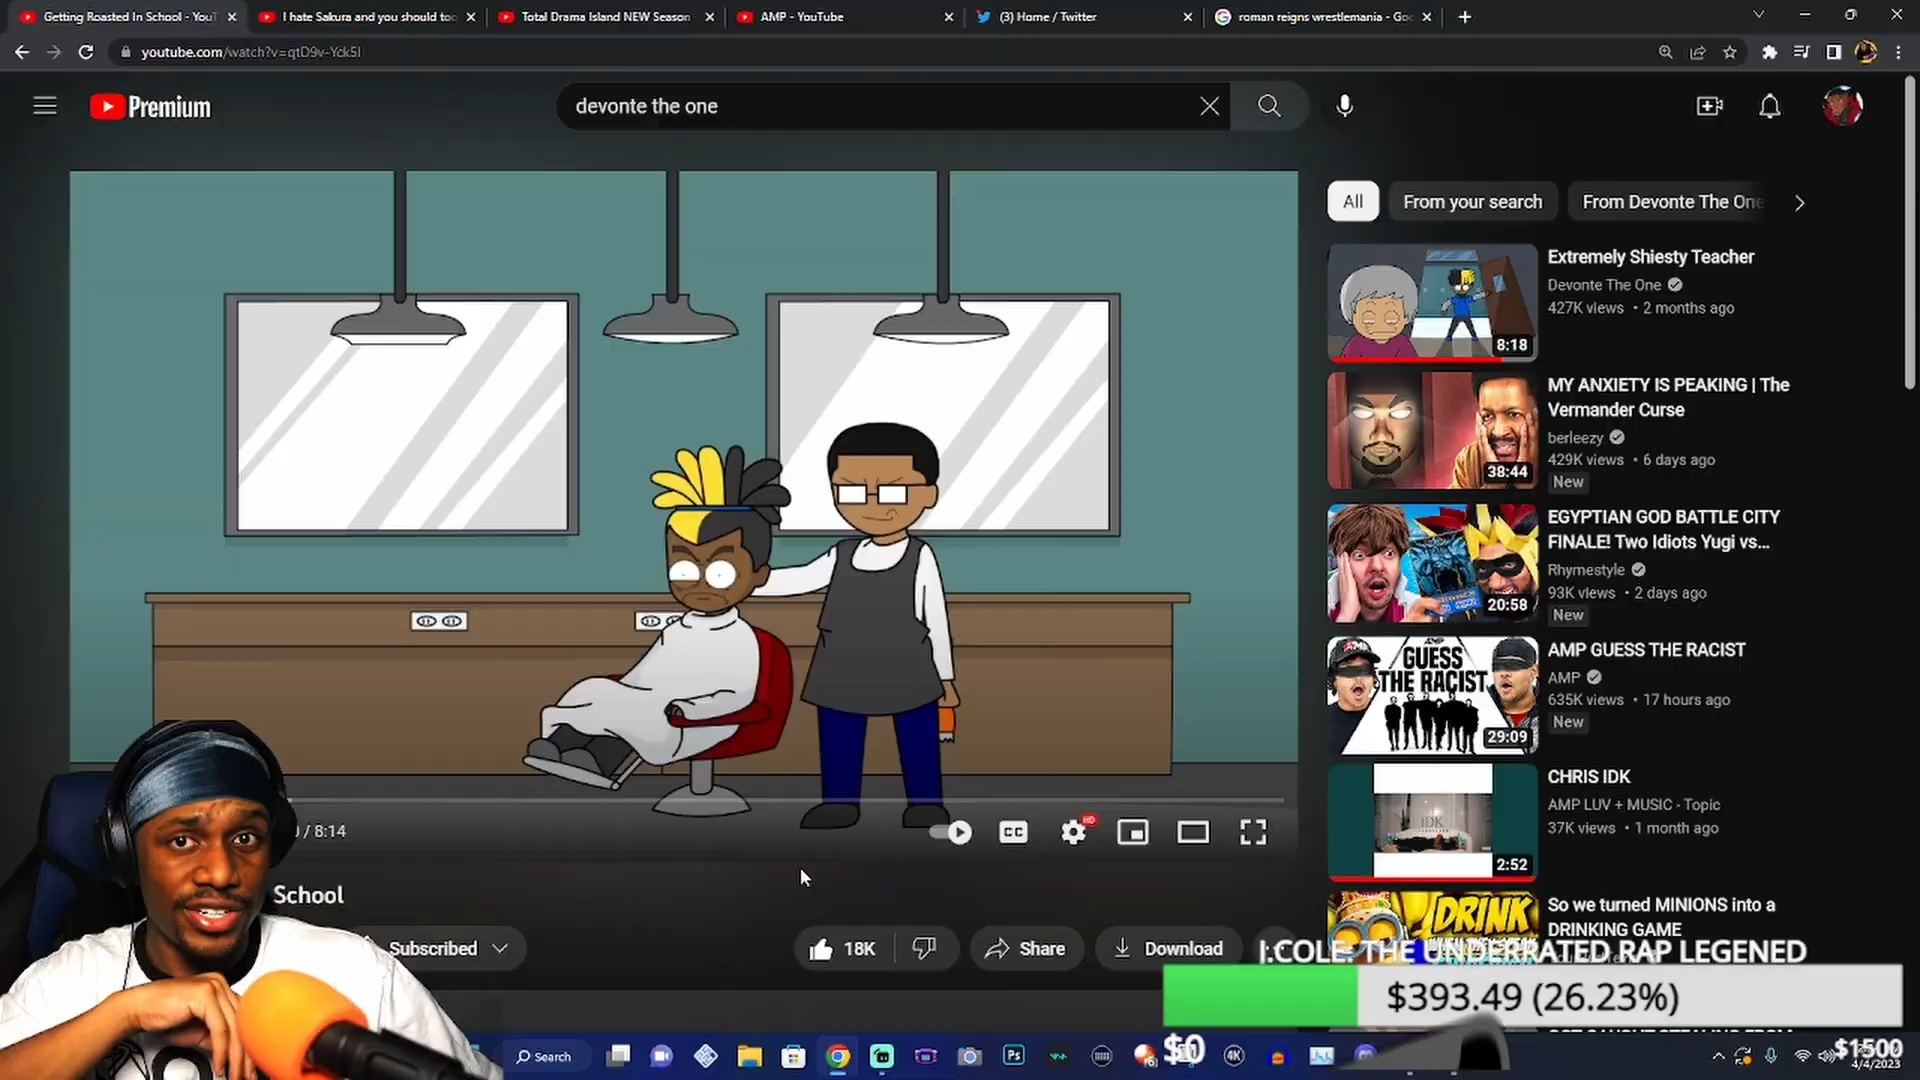 Getting Roasted In School - YouT
I hate Sakura and you should too
Total Drama Island NEW Season
AMP - YouTube
(3) Home / Twitter
roman reigns wrestlemania - Goo
youtube.com/watch?v=qtD9v-Yck5I
Premium
devonte the one
All
From your search
From Devonte The One
Extremely Shiesty Teacher
Devonte The One
427K views • 2 months ago
8:18
MY ANXIETY IS PEAKING | The
Vermander Curse
berleezy
429K views • 6 days ago
38:44
New
EGYPTIAN GOD BATTLE CITY
FINALE! Two Idiots Yugi vs...
Rhymestyle
93K views • 2 days ago
20:58
New
GUESS
THE RACIST
AMP GUESS THE RACIST
AMP
635K views • 17 hours ago
29:09
New
IDK
CHRIS IDK
AMP LUV + MUSIC - Topic
37K views • 1 month ago
2:52
DRINK
So we turned MINIONS into a
DRINKING GAME
/ 8:14
CC
HD
School
Subscribed
18K
Share
Download
J.COLE: THE UNDERRATED RAP LEGENED
$393.49 (26.23%)
$0
$1500
Search
Ps
4K
4/4/2023